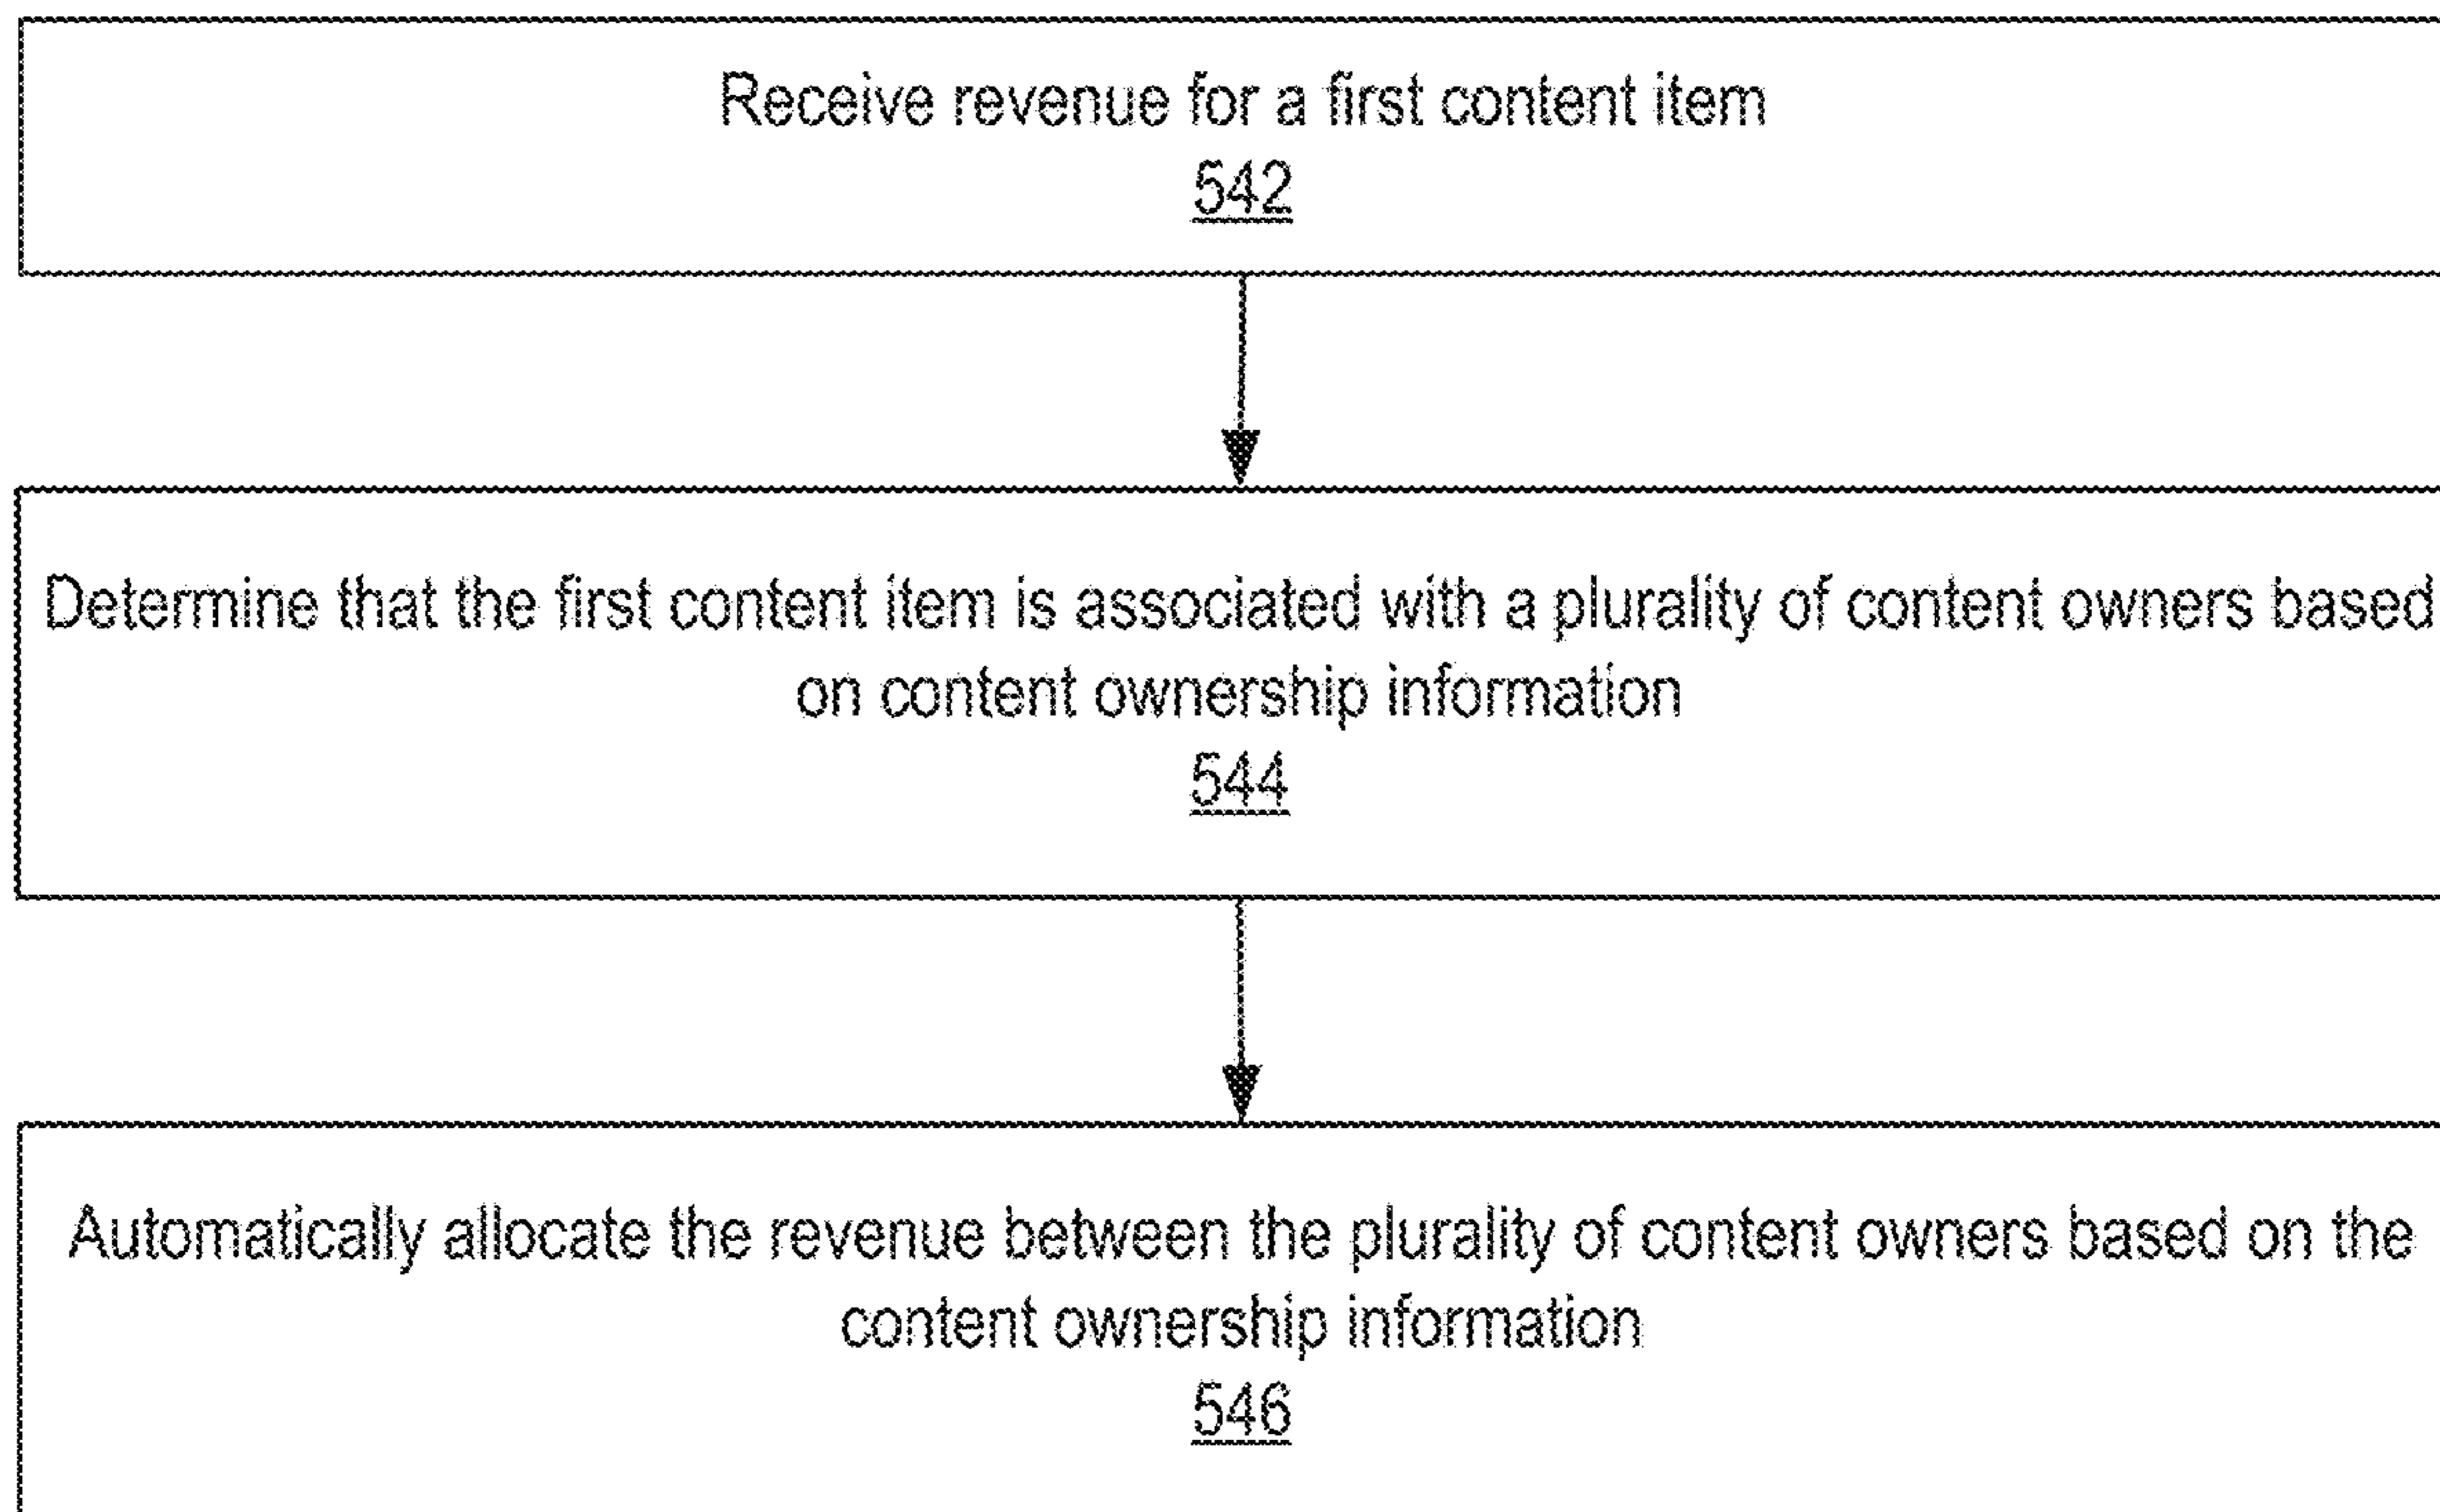 Receive revenue for a first content item
542
Determine that the first content item is associated with a plurality of content owners based
on content ownership information
544
Automatically allocate the revenue between the plurality of content owners based on the
content ownership information
546